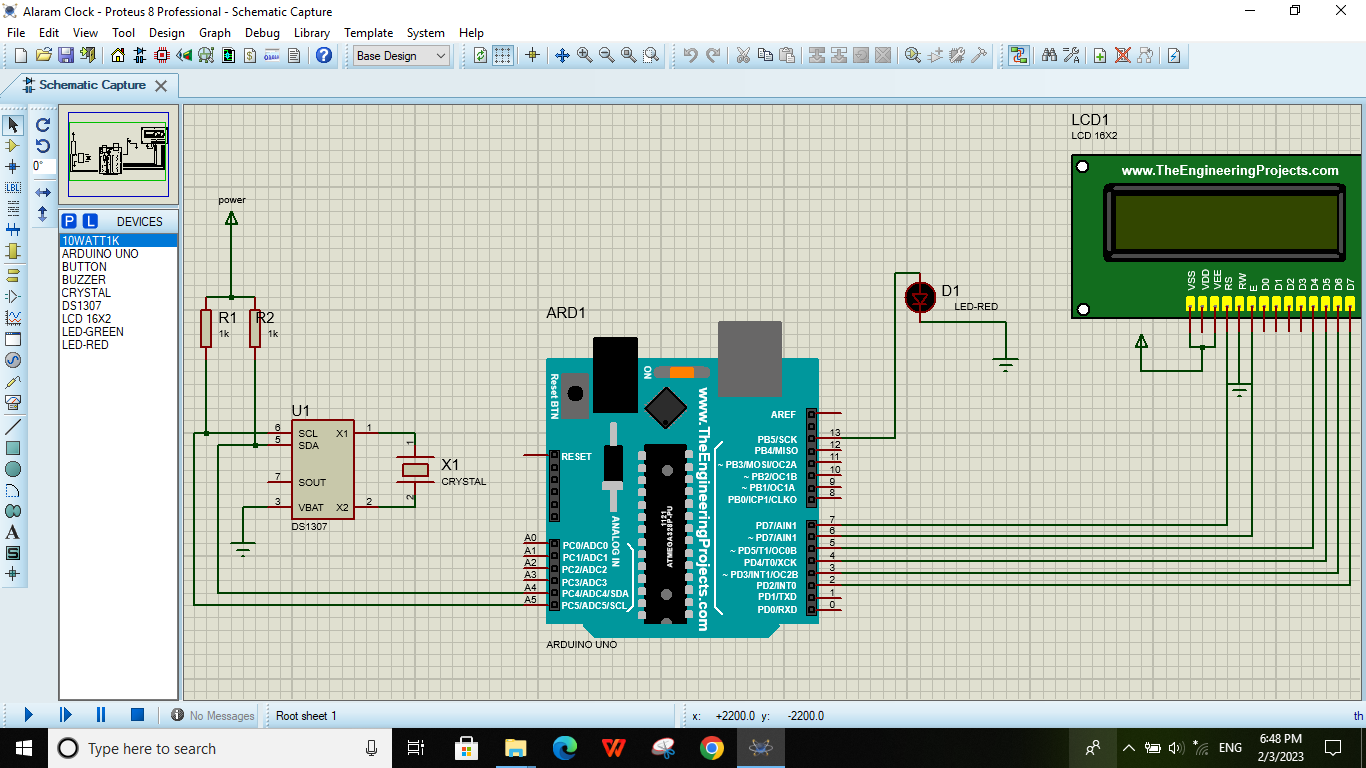 Alaram Clock - Proteus 8 Professional - Schematic Capture
File Edit View Tool Design Graph Debug Library Template System Help
Base Design
Schematic Capture
0°
LBL
P L DEVICES
10WATT1K
ARDUINO UNO
BUTTON
BUZZER
CRYSTAL
DS1307
LCD 16X2
LED-GREEN
LED-RED
A
S
power
R1
1k
R2
1k
U1
6 SCL X1 1
5 SDA
7 SOUT
3 VBAT X2 2
DS1307
1
X1
CRYSTAL
2
ARD1
Reset BTN
ON
www.TheEngineeringProjects.com
RESET
ANALOG IN
1121
ATMEGA328P-PU
A0 PC0/ADC0
A1 PC1/ADC1
A2 PC2/ADC2
A3 PC3/ADC3
A4 PC4/ADC4/SDA
A5 PC5/ADC5/SCL
AREF
PB5/SCK 13
PB4/MISO 12
~ PB3/MOSI/OC2A 11
~ PB2/OC1B 10
~ PB1/OC1A 9
PB0/ICP1/CLKO 8
PD7/AIN1 7
~ PD7/AIN1 6
~ PD5/T1/OC0B 5
PD4/T0/XCK 4
~ PD3/INT1/OC2B 3
PD2/INT0 2
PD1/TXD 1
PD0/RXD 0
ARDUINO UNO
D1
LED-RED
LCD1
LCD 16X2
www.TheEngineeringProjects.com
VSS VDD VEE RS RW E D0 D1 D2 D3 D4 D5 D6 D7
No Messages Root sheet 1 x: +2200.0 y: -2200.0 th
Type here to search
ENG
6:48 PM
2/3/2023